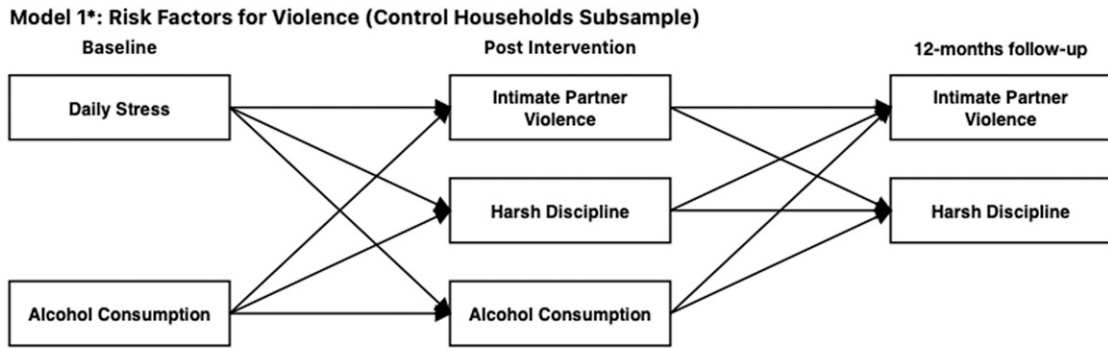 Model 1*: Risk Factors for Violence (Control Households Subsample)
Baseline
Post Intervention
12-months follow-up
Daily Stress
Intimate Partner
Violence
Intimate Partner
Violence
Harsh Discipline
Harsh Discipline
Alcohol Consumption
Alcohol Consumption